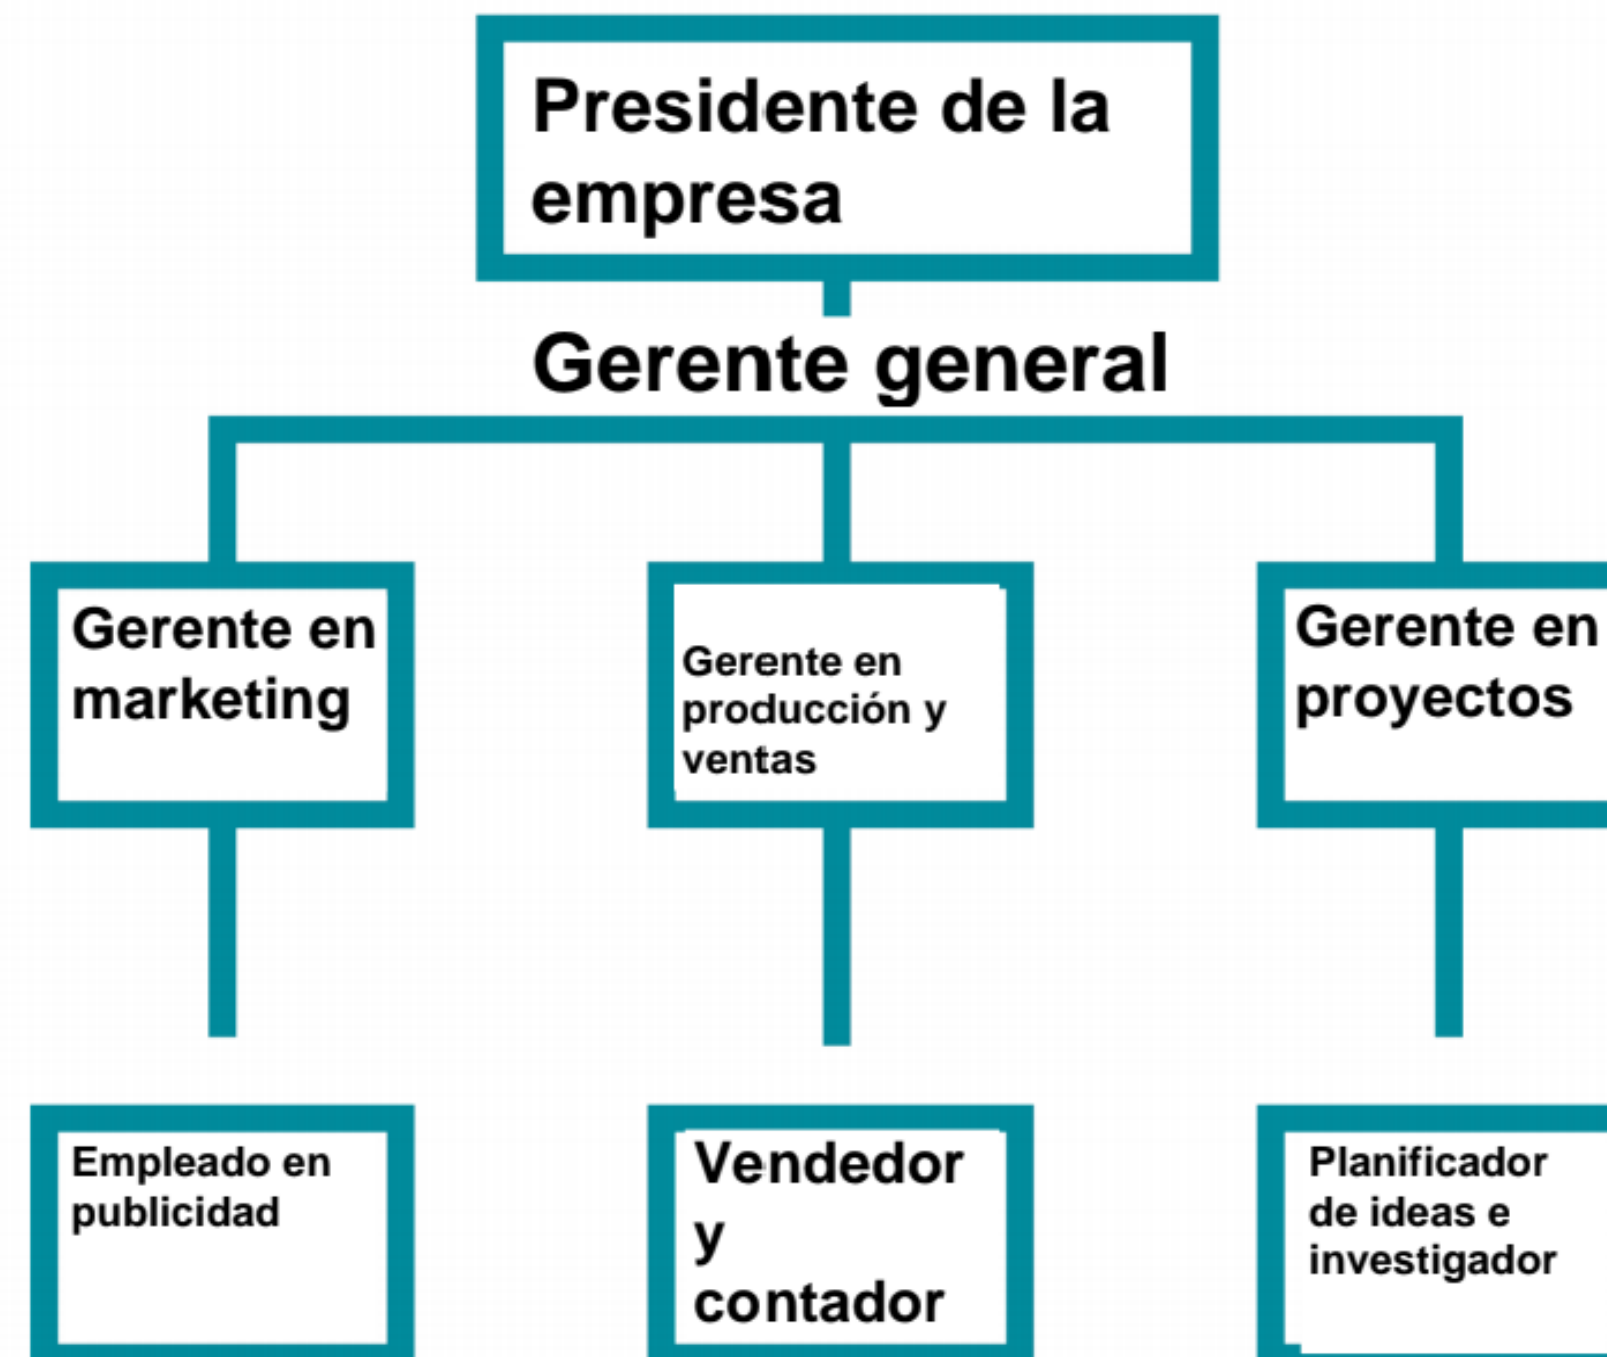 Presidente de la
empresa
Gerente general
Gerente en
marketing
Gerente en
producción y
ventas
Gerente en
proyectos
Empleado en
publicidad
Vendedor
y
contador
Planificador
de ideas e
investigador